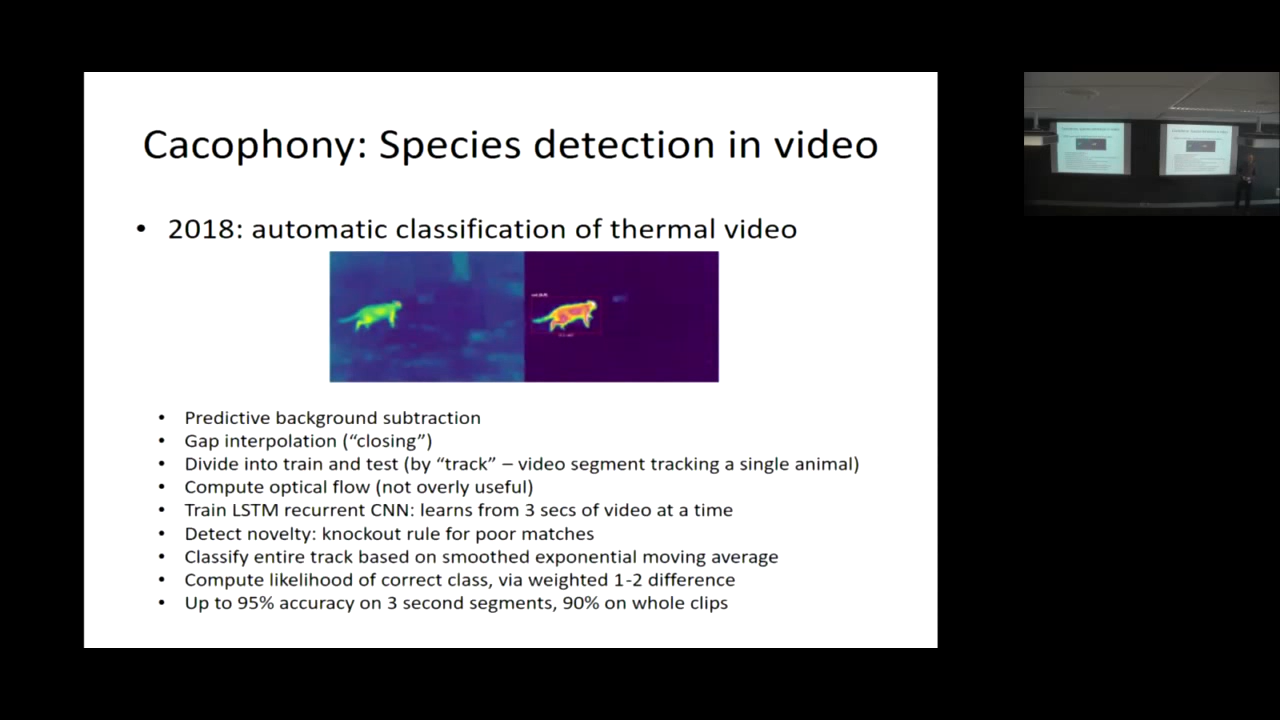 Cacophony: Species detection in video
• 2018: automatic classification of thermal video
• Predictive background subtraction
• Gap interpolation (“closing”)
• Divide into train and test (by “track” – video segment tracking a single animal)
• Compute optical flow (not overly useful)
• Train LSTM recurrent CNN: learns from 3 secs of video at a time
• Detect novelty: knockout rule for poor matches
• Classify entire track based on smoothed exponential moving average
• Compute likelihood of correct class, via weighted 1-2 difference
• Up to 95% accuracy on 3 second segments, 90% on whole clips